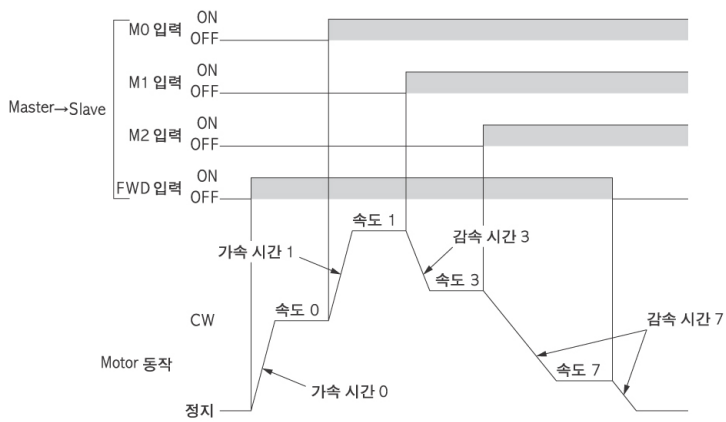 M0 입력 ON
OFF
M1 입력 ON
OFF
Master→Slave
M2 입력 ON
OFF
FWD 입력 ON
OFF
속도 1
가속 시간 1
감속 시간 3
속도 3
속도 0
CW
감속 시간 7
Motor 동작
속도 7
가속 시간 0
정지